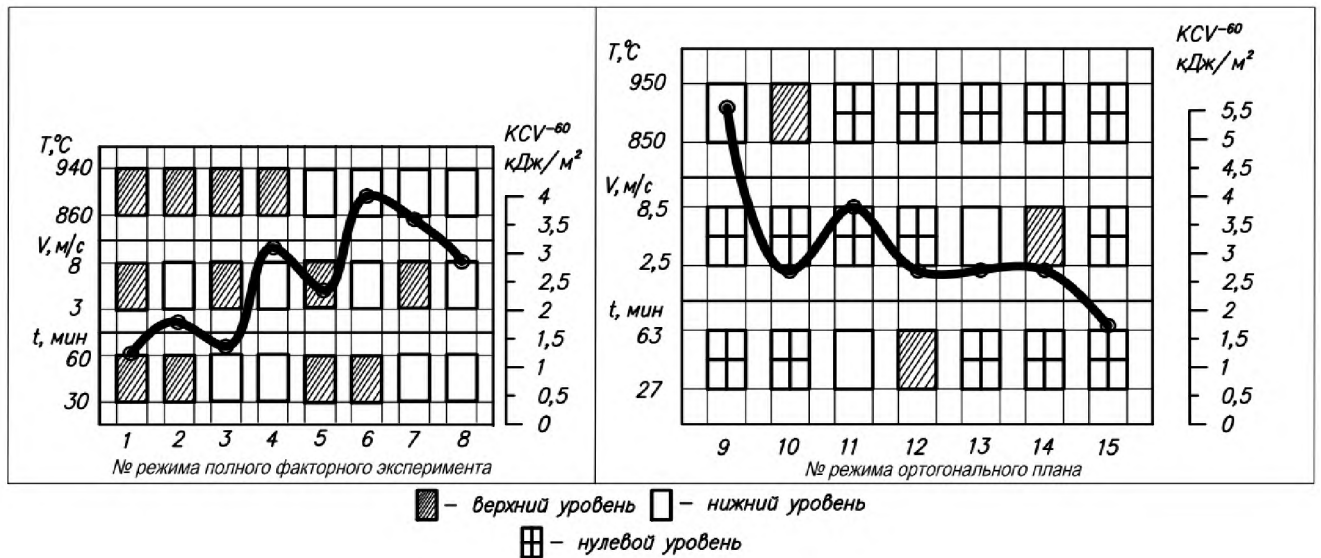 T,°C
940
860
V, м/с
8
3
t, мин
60
30
1 2 3 4 5 6 7 8
№ режима полного факторного эксперимента
KCV⁻⁶⁰
кДж/м²
4
3,5
3
2,5
2
1,5
1
0,5
0
T,°C
950
850
V, м/с
8,5
2,5
t, мин
63
27
9 10 11 12 13 14 15
№ режима ортогонального плана
KCV⁻⁶⁰
кДж/м²
5,5
5
4,5
4
3,5
3
2,5
2
1,5
1
0,5
0
– верхний уровень – нижний уровень
– нулевой уровень